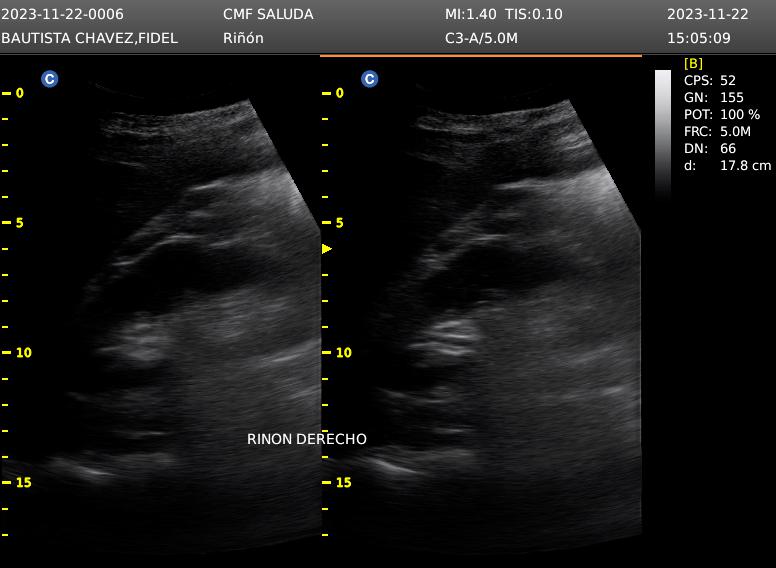 2023-11-22-0006 CMF SALUDA MI:1.40 TIS:0.10 2023-11-22
BAUTISTA CHAVEZ,FIDEL Riñón C3-A/5.0M 15:05:09
C C
[B]
CPS: 52
GN: 155
POT: 100 %
FRC: 5.0M
DN: 66
d: 17.8 cm
0 0
5 5
10 10
RINON DERECHO
15 15